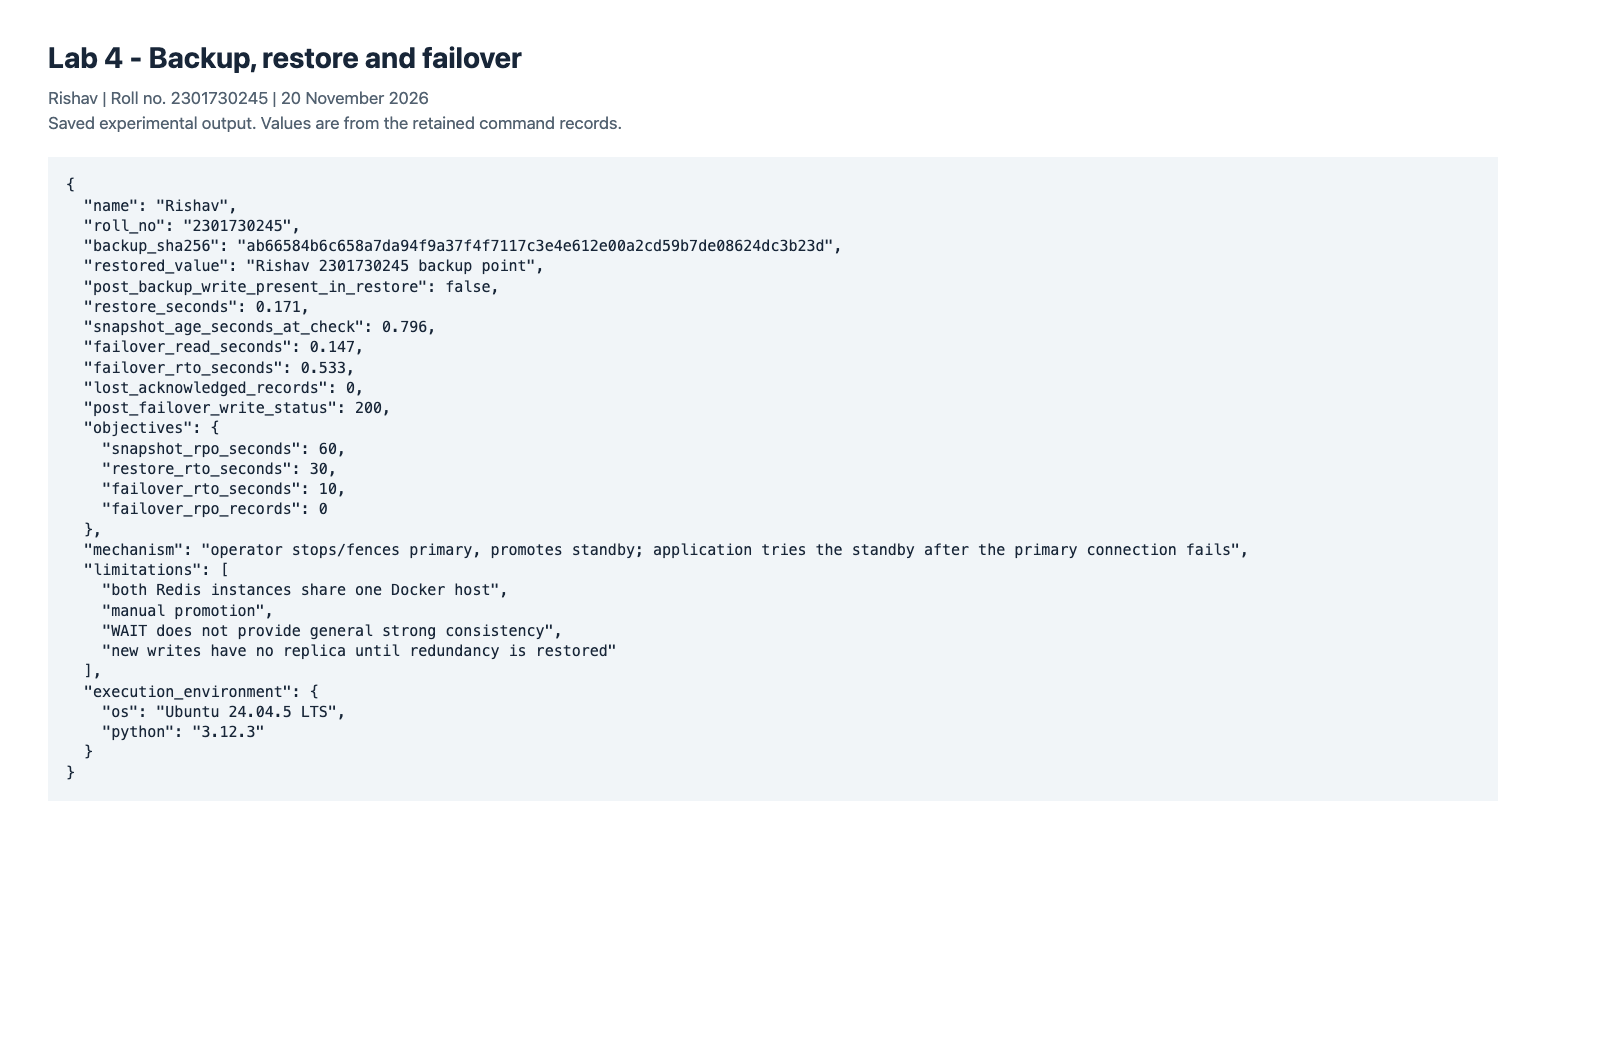 Lab 4 - Backup, restore and failover
Rishav | Roll no. 2301730245 | 20 November 2026
Saved experimental output. Values are from the retained command records.
{
  "name": "Rishav",
  "roll_no": "2301730245",
  "backup_sha256": "ab66584b6c658a7da94f9a37f4f7117c3e4e612e00a2cd59b7de08624dc3b23d",
  "restored_value": "Rishav 2301730245 backup point",
  "post_backup_write_present_in_restore": false,
  "restore_seconds": 0.171,
  "snapshot_age_seconds_at_check": 0.796,
  "failover_read_seconds": 0.147,
  "failover_rto_seconds": 0.533,
  "lost_acknowledged_records": 0,
  "post_failover_write_status": 200,
  "objectives": {
    "snapshot_rpo_seconds": 60,
    "restore_rto_seconds": 30,
    "failover_rto_seconds": 10,
    "failover_rpo_records": 0
  },
  "mechanism": "operator stops/fences primary, promotes standby; application tries the standby after the primary connection fails",
  "limitations": [
    "both Redis instances share one Docker host",
    "manual promotion",
    "WAIT does not provide general strong consistency",
    "new writes have no replica until redundancy is restored"
  ],
  "execution_environment": {
    "os": "Ubuntu 24.04.5 LTS",
    "python": "3.12.3"
  }
}